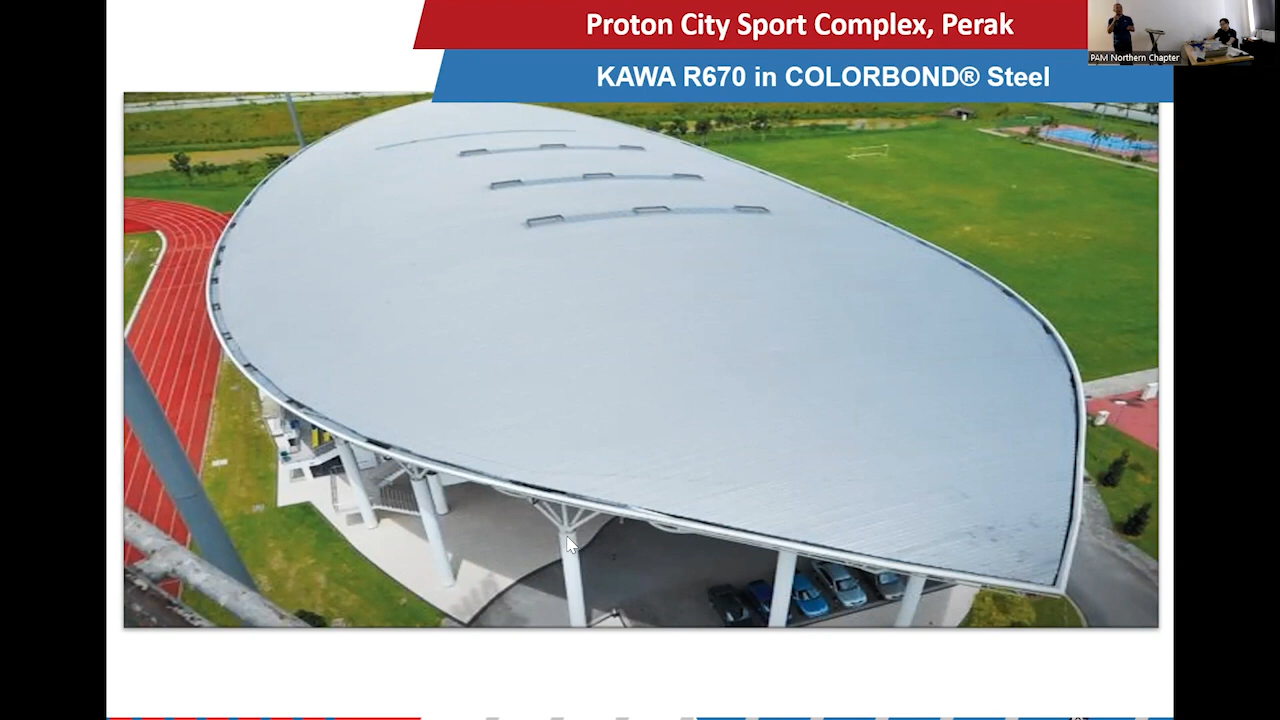 Proton City Sport Complex, Perak
KAWA R670 in COLORBOND® Steel
PAM Northern Chapter